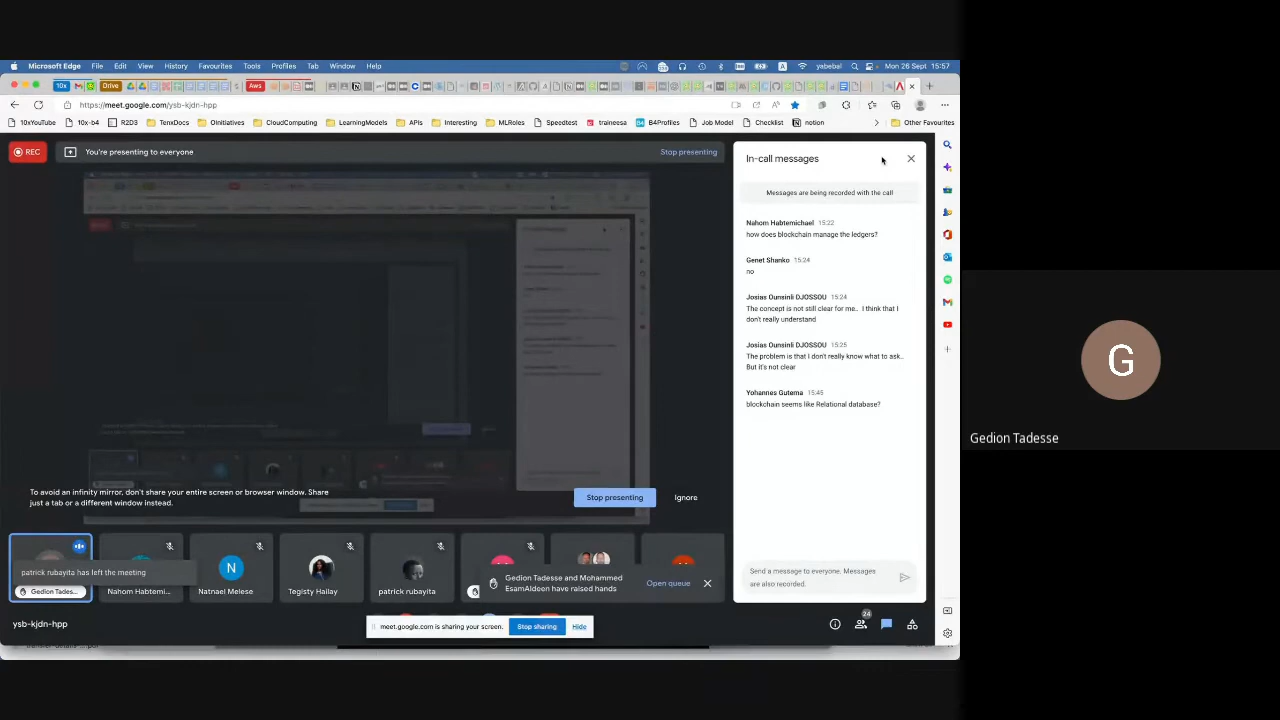 Microsoft Edge File Edit View History Favourites Tools Profiles Tab Window Help
yabebal Mon 26 Sept 15:57
10x Drive Aws
https://meet.google.com/ysb-kjdn-hpp
10xYouTube 10x-b4 R2D3 TenxDocs OInitiatives CloudComputing LearningModels APIs Interesting MLRoles Speedtest traineesa B4Profiles Job Model Checklist notion Other Favourites
REC
You're presenting to everyone
Stop presenting
To avoid an infinity mirror, don't share your entire screen or browser window. Share
just a tab or a different window instead.
Stop presenting
Ignore
patrick rubayita has left the meeting
Gedion Tades...
Nahom Habtemi...
Natnael Melese
Tegisty Hailay
patrick rubayita
Gedion Tadesse and Mohammed
EsamAldeen have raised hands
Open queue
ysb-kjdn-hpp
meet.google.com is sharing your screen.
Stop sharing
Hide
24
In-call messages
Messages are being recorded with the call
Nahom Habtemichael 15:22
how does blockchain manage the ledgers?
Genet Shanko 15:24
no
Josias Ounsinli DJOSSOU 15:24
The concept is not still clear for me.. I think that I
don't really understand
Josias Ounsinli DJOSSOU 15:25
The problem is that I don't really know what to ask..
But it's not clear
Yohannes Gutema 15:45
blockchain seems like Relational database?
Send a message to everyone. Messages
are also recorded.
G
Gedion Tadesse